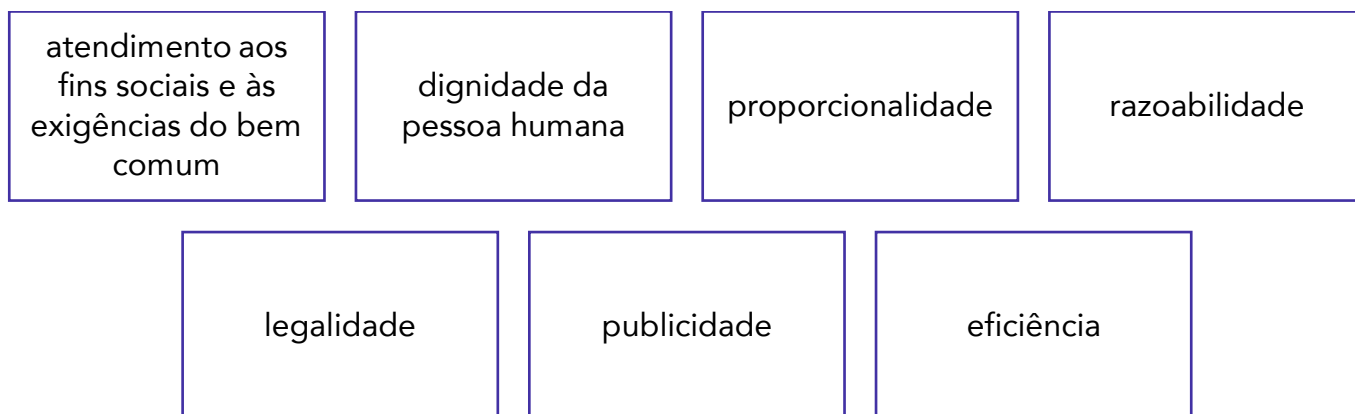 atendimento aos
fins sociais e às
exigências do bem
comum
dignidade da
pessoa humana
proporcionalidade
razoabilidade
legalidade
publicidade
eficiência